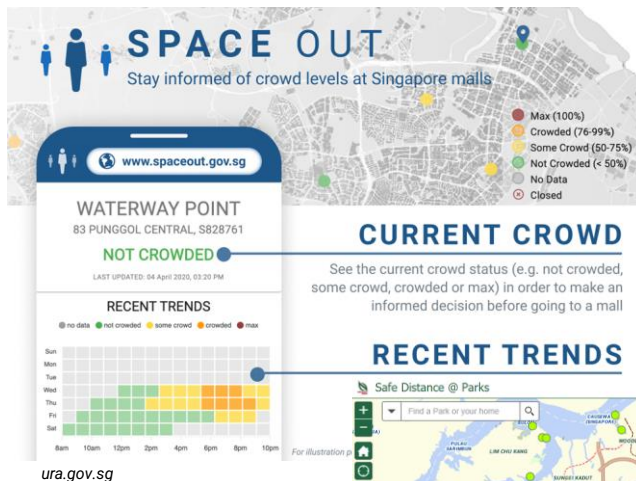 SPACE OUT
Stay informed of crowd levels at Singapore malls
Max (100%)
Crowded (76-99%)
Some Crowd (50-75%)
Not Crowded (< 50%)
No Data
Closed
www.spaceout.gov.sg
WATERWAY POINT
83 PUNGGOL CENTRAL, S828761
NOT CROWDED
LAST UPDATED: 04 April 2020, 03:20 PM
RECENT TRENDS
no data not crowded some crowd crowded max
Sun
Mon
Tue
Wed
Thu
Fri
Sat
8am 10am 12pm 2pm 4pm 6pm 8pm 10pm
CURRENT CROWD
See the current crowd status (e.g. not crowded,
some crowd, crowded or max) in order to make an
informed decision before going to a mall
RECENT TRENDS
For illustration p
Safe Distance @ Parks
Find a Park or your home
PULAU
SARIMBUN
LIM CHU KANG
SUNGEI KADUT
ura.gov.sg